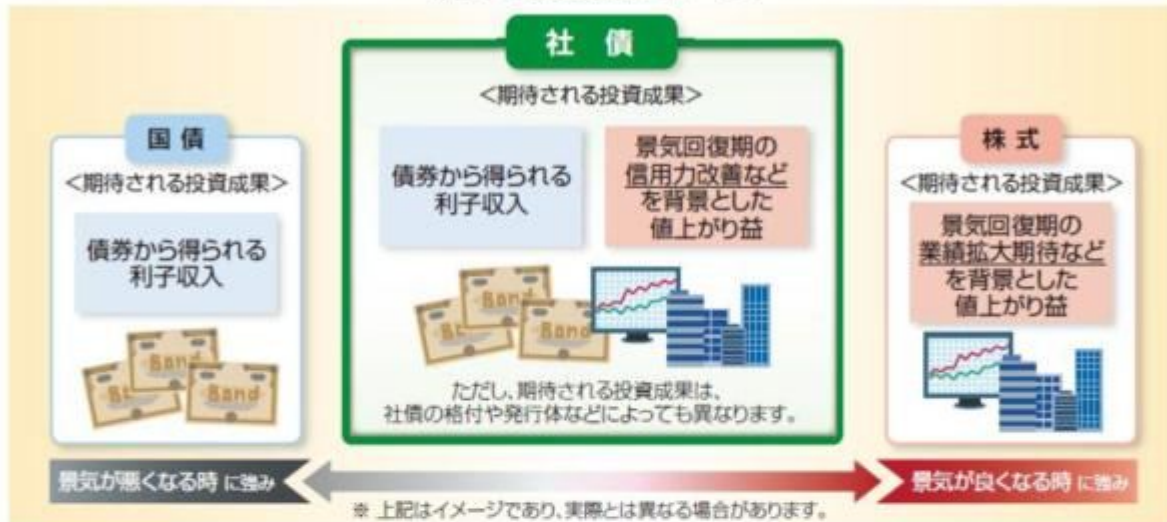 社債
<期待される投資成果>
債券から得られる
利子収入
景気回復期の
信用力改善など
を背景とした
値上がり益
Band
Band
Band
ただし、期待される投資成果は、
社債の格付や発行体などによっても異なります。
国債
<期待される投資成果>
債券から得られる
利子収入
Band
Band
株式
<期待される投資成果>
景気回復期の
業績拡大期待など
を背景とした
値上がり益
景気が悪くなる時 に強み
景気が良くなる時 に強み
※ 上記はイメージであり、実際とは異なる場合があります。